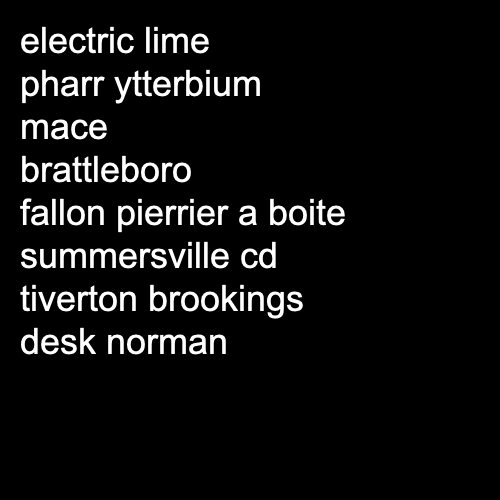 electric lime
pharr ytterbium
mace
brattleboro
fallon pierrier a boite
summersville cd
tiverton brookings
desk norman